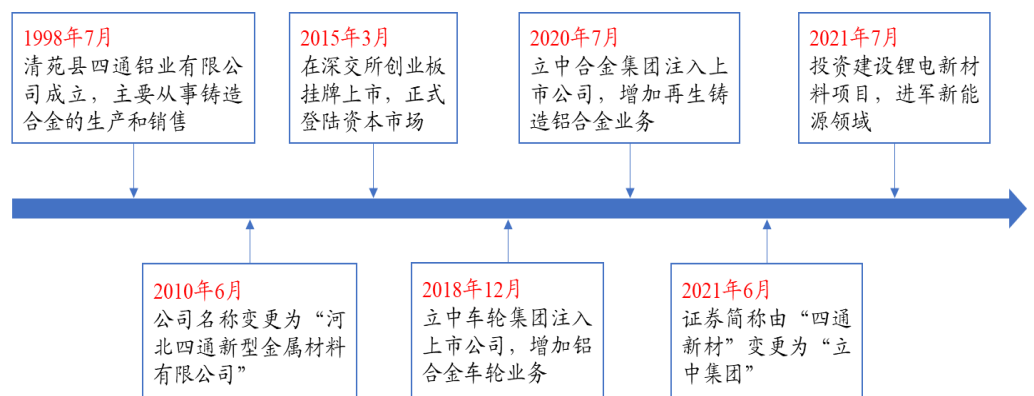 1998年7月
清苑县四通铝业有限公
司成立，主要从事铸造
合金的生产和销售
2015年3月
在深交所创业板
挂牌上市，正式
登陆资本市场
2020年7月
立中合金集团注入上
市公司，增加再生铸
造铝合金业务
2021年7月
投资建设锂电新材
料项目，进军新能
源领域
2010年6月
公司名称变更为“河
北四通新型金属材料
有限公司”
2018年12月
立中车轮集团注入
上市公司，增加铝
合金车轮业务
2021年6月
证券简称由“四通
新材”变更为“立
中集团”